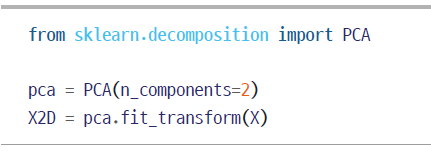 from sklearn.decomposition import PCA
pca = PCA(n_components=2)
X2D = pca.fit_transform(X)